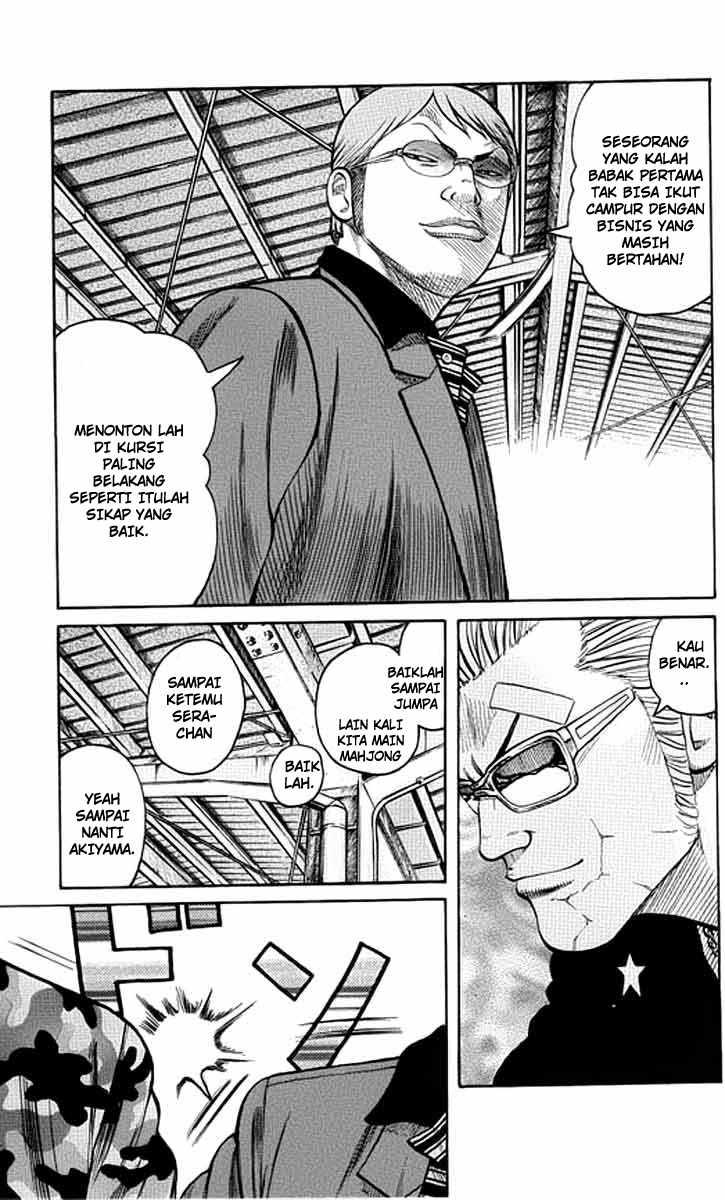 SESEORANG
YANG KALAH
BABAK PERTAMA
TAK BISA IKUT
CAMPUR DENGAN
BISNIS YANG
MASIH
BERTAHAN!
MENONTON LAH
DI KURSI
PALING
BELAKANG
SEPERTI ITULAH
SIKAP YANG
BAIK.
KAU
BENAR.
..
BAIKLAH
SAMPAI
JUMPA
LAIN KALI
KITA MAIN
MAHJONG
BAIK
LAH.
SAMPAI
KETEMU
SERA-
CHAN
YEAH
SAMPAI
NANTI
AKIYAMA.
ドン